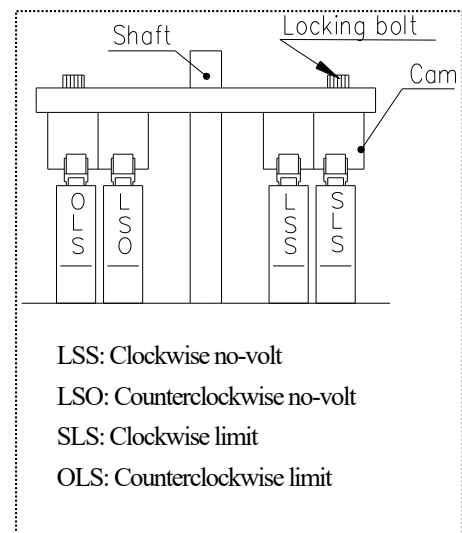 Shaft
Locking bolt
Cam
OLS
LSO
LSS
SLS
LSS: Clockwise no-volt
LSO: Counterclockwise no-volt
SLS: Clockwise limit
OLS: Counterclockwise limit